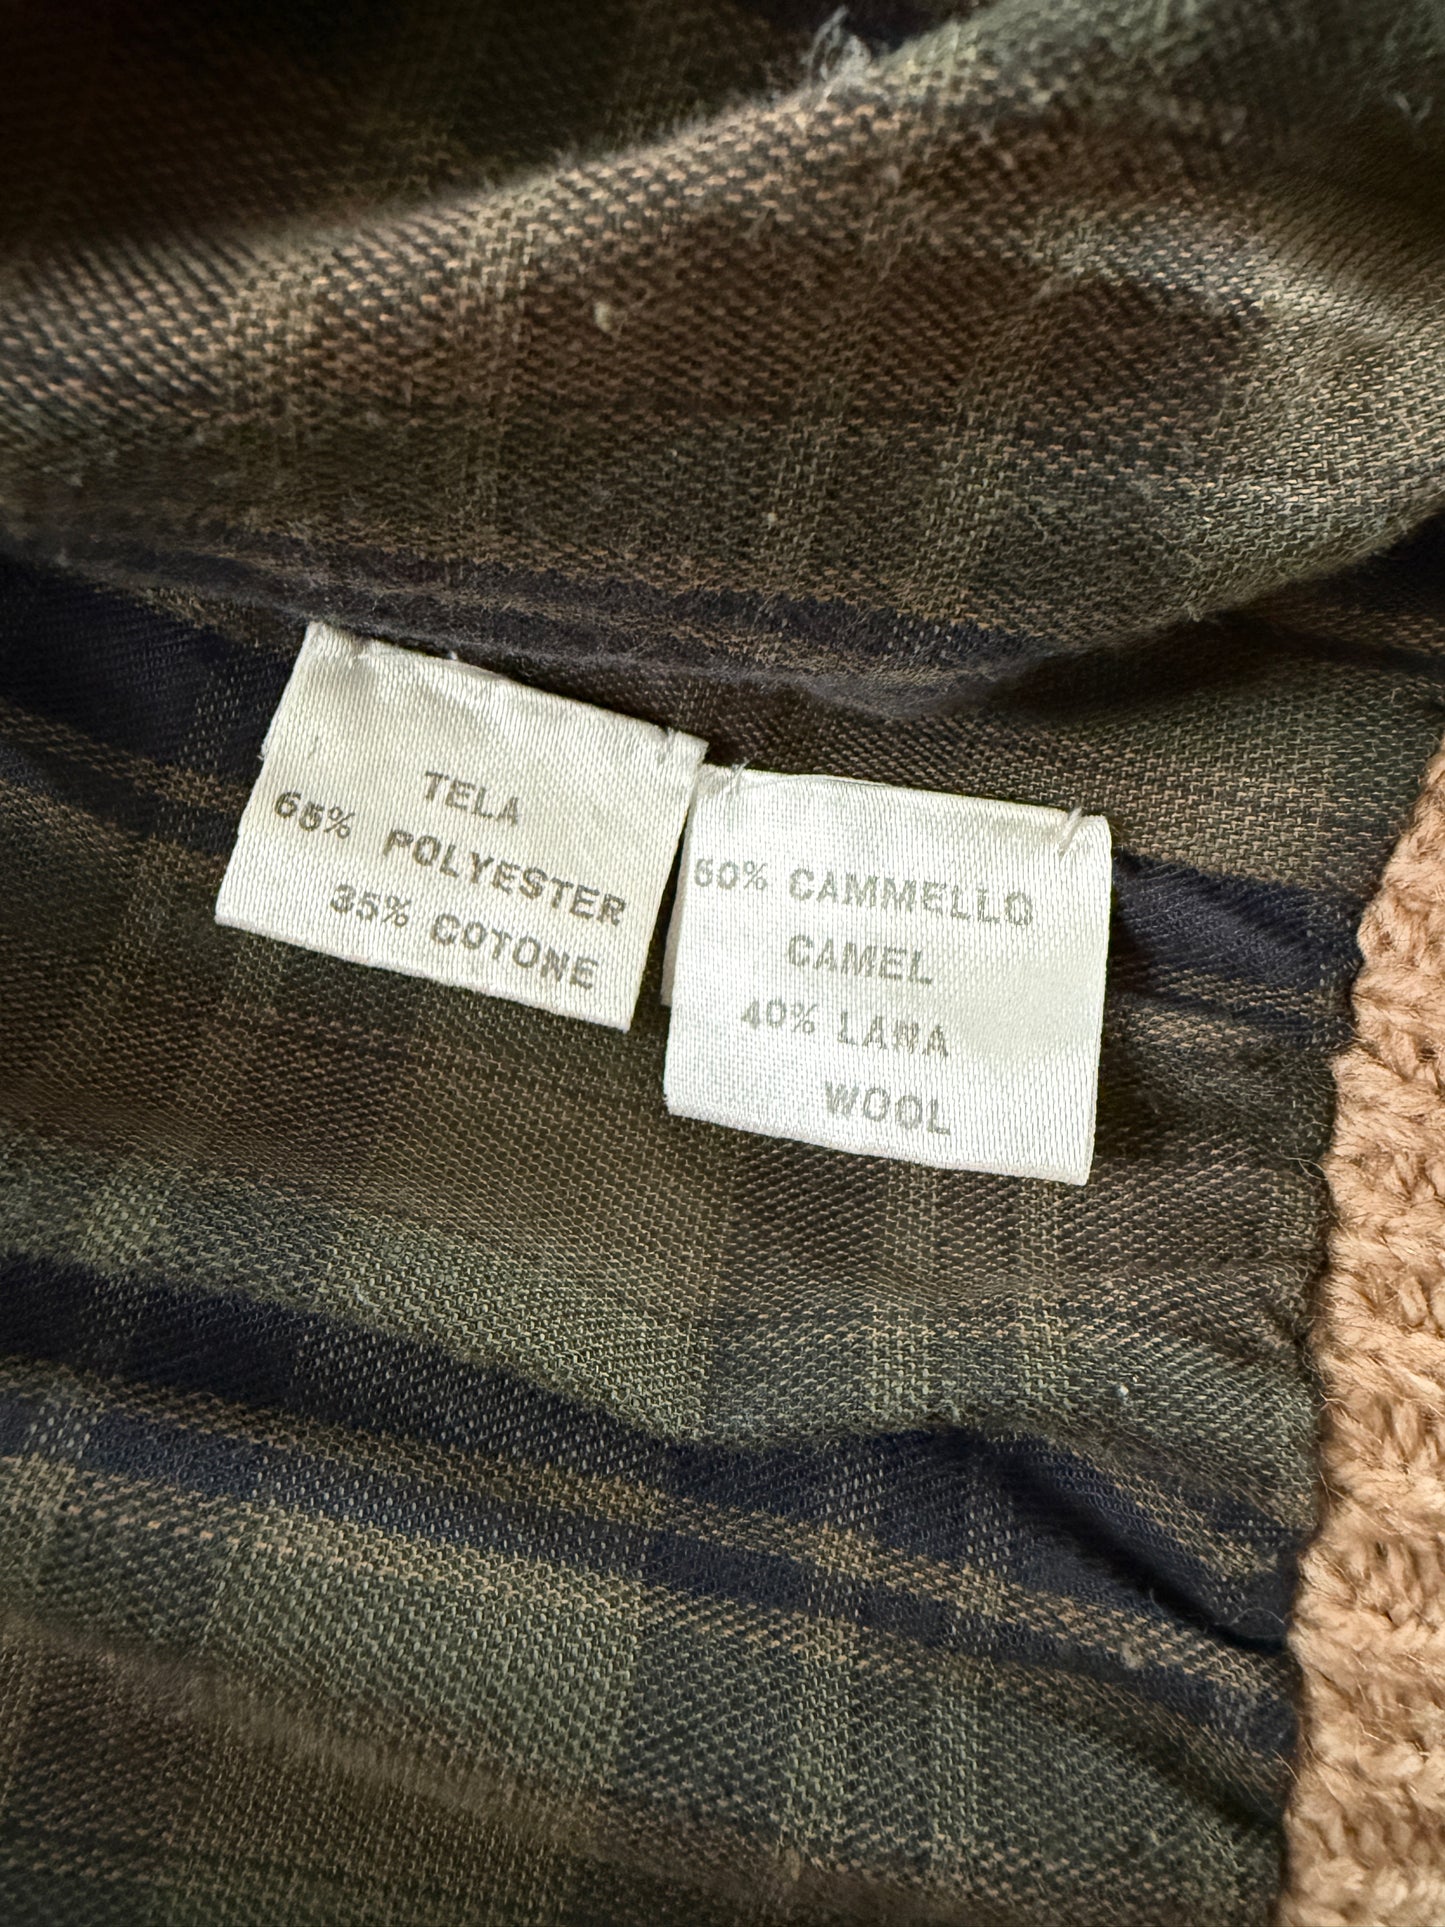 TELA
65% POLYESTER
35% COTONE
60% CAMMELLO
CAMEL
40% LANA
WOOL